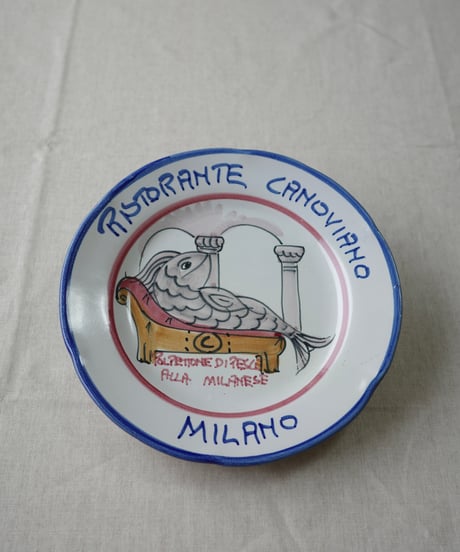 RISTORANTE CANOVIANO
C
POLPETTONE DI PESCE
ALLA MILANESE
MILANO